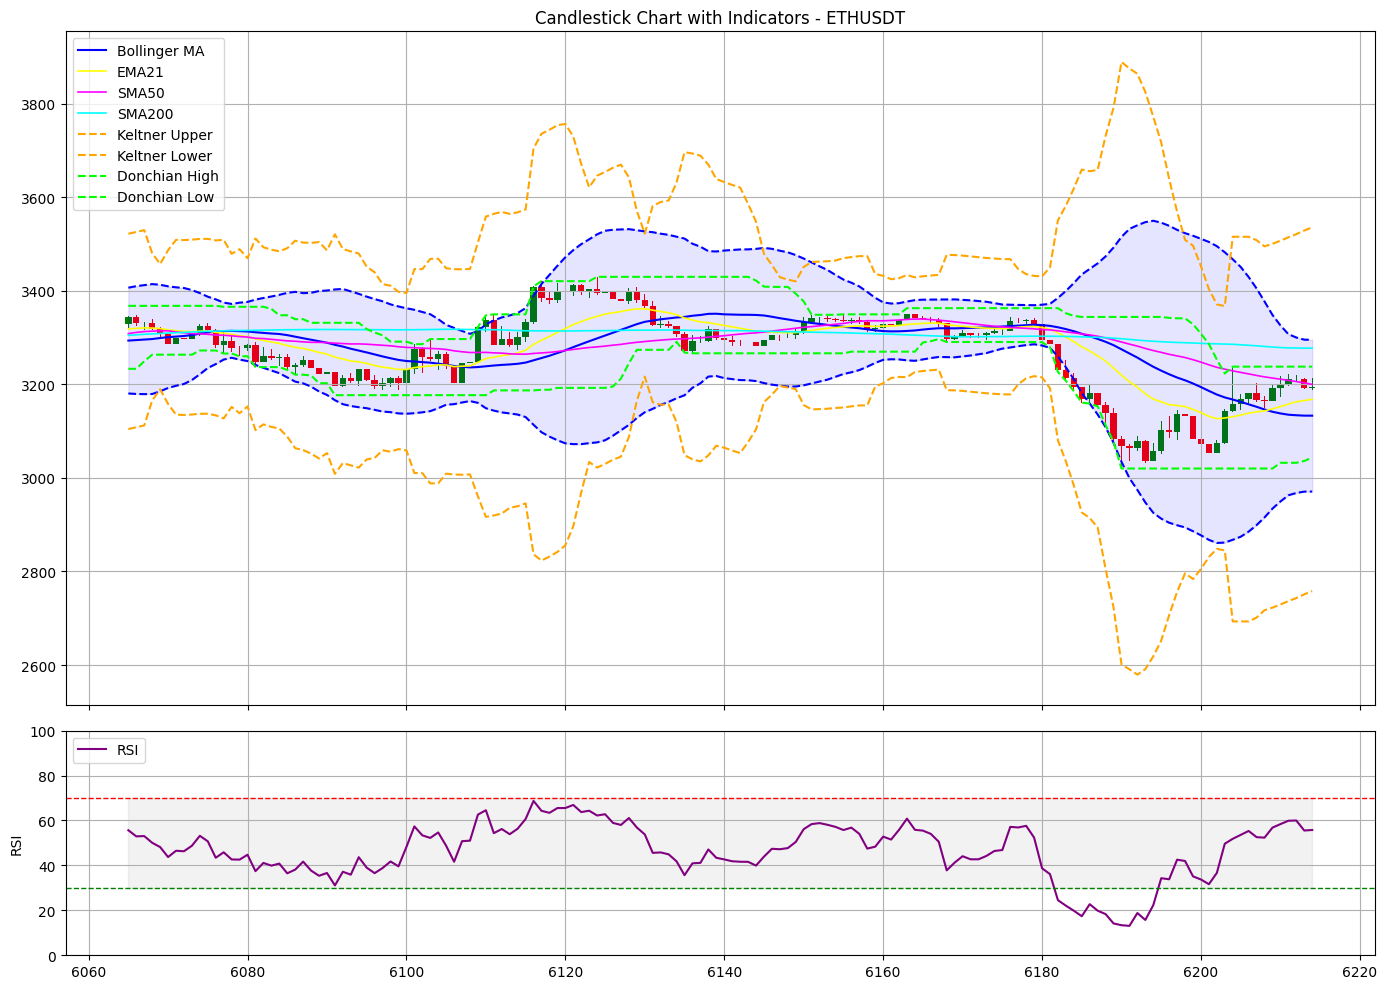 Candlestick Chart with Indicators - ETHUSDT
Bollinger MA
EMA21
SMA50
SMA200
Keltner Upper
Keltner Lower
Donchian High
Donchian Low
3800
3600
3400
3200
3000
2800
2600
RSI
100
80
60
40
20
0
RSI
6060
6080
6100
6120
6140
6160
6180
6200
6220